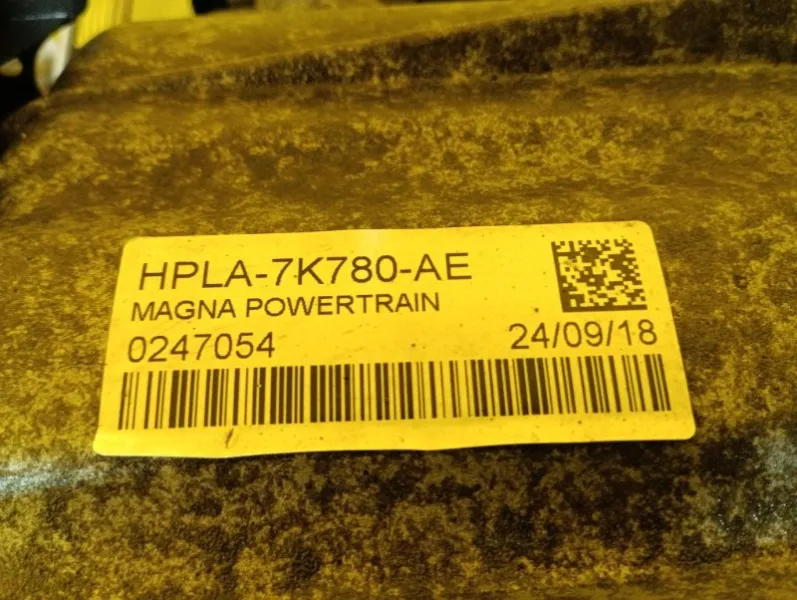 HPLA-7K780-AE
MAGNA POWERTRAIN
0247054
24/09/18